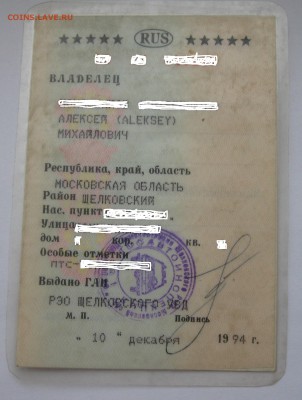 COINS.LAVE.RU
★★★★★ RUS ★★★★★
ВЛАДЕЛЕЦ
АЛЕКСЕЙ (ALEKSEY)
МИХАЙЛОВИЧ
Республика, край, область
МОСКОВСКАЯ ОБЛАСТЬ
Район ЩЕЛКОВСКИЙ
Нас. пункт
Улица
дом кор. кв.
Особые отметки
ПТС-
Выдано ГАИ
РЭО ЩЕЛКОВСКОГО УВД
М. П. Подпись
" 10 " декабря 1994 г.